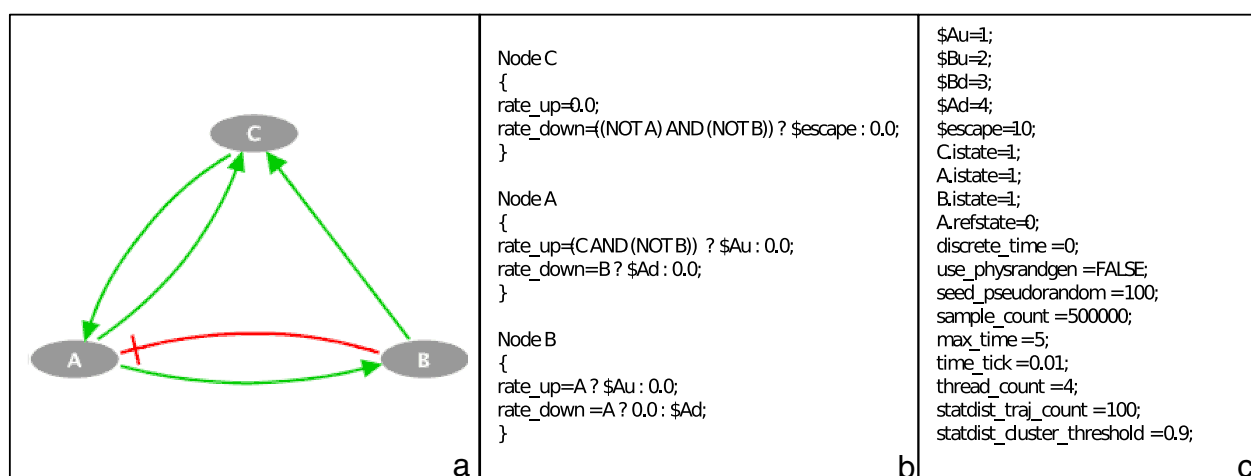 C
A
B
a
Node C
{
rate_up=0.0;
rate_down=((NOT A) AND (NOT B)) ? $escape : 0.0;
}
Node A
{
rate_up=(C AND (NOT B)) ? $Au : 0.0;
rate_down= B ? $Ad : 0.0;
}
Node B
{
rate_up= A ? $Au : 0.0;
rate_down = A ? 0.0 : $Ad;
}
b
$Au=1;
$Bu=2;
$Bd=3;
$Ad=4;
$escape=10;
C.istate=1;
A.istate=1;
B.istate=1;
A.refstate=0;
discrete_time =0;
use_physrandgen = FALSE;
seed_pseudorandom = 100;
sample_count =500000;
max_time =5;
time_tick = 0.01;
thread_count = 4;
statdist_traj_count =100;
statdist_cluster_threshold = 0.9;
c